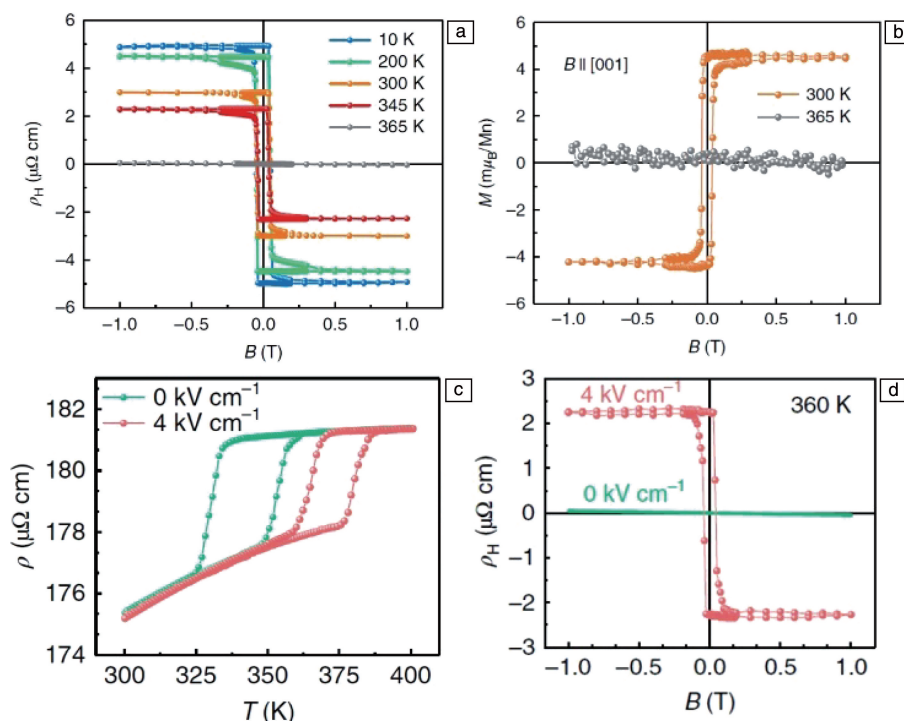 a
6
4
2
0
−2
−4
−6
ρH (μΩ cm)
10 K
200 K
300 K
345 K
365 K
−1.0 −0.5 0.0 0.5 1.0
B (T)
b
6
4
2
0
−2
−4
−6
M (mμB/Mn)
B || [001]
300 K
365 K
−1.0 −0.5 0.0 0.5 1.0
B (T)
c
182
180
178
176
174
ρ (μΩ cm)
0 kV cm⁻¹
4 kV cm⁻¹
300 325 350 375 400
T (K)
d
3
2
1
0
−1
−2
−3
ρH (μΩ cm)
4 kV cm⁻¹
360 K
0 kV cm⁻¹
−1.0 −0.5 0.0 0.5 1.0
B (T)